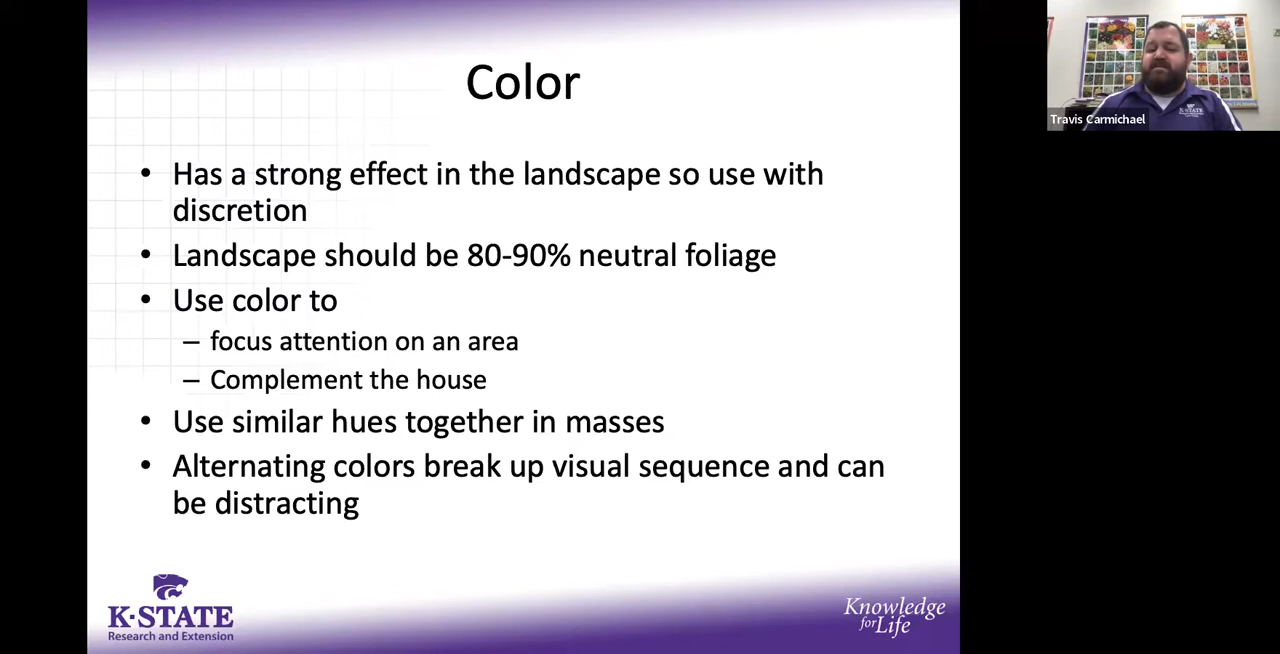 Color
• Has a strong effect in the landscape so use with
discretion
• Landscape should be 80-90% neutral foliage
• Use color to
– focus attention on an area
– Complement the house
• Use similar hues together in masses
• Alternating colors break up visual sequence and can
be distracting
K-STATE
Research and Extension
Knowledge
for Life
K-STATE
Travis Carmichael